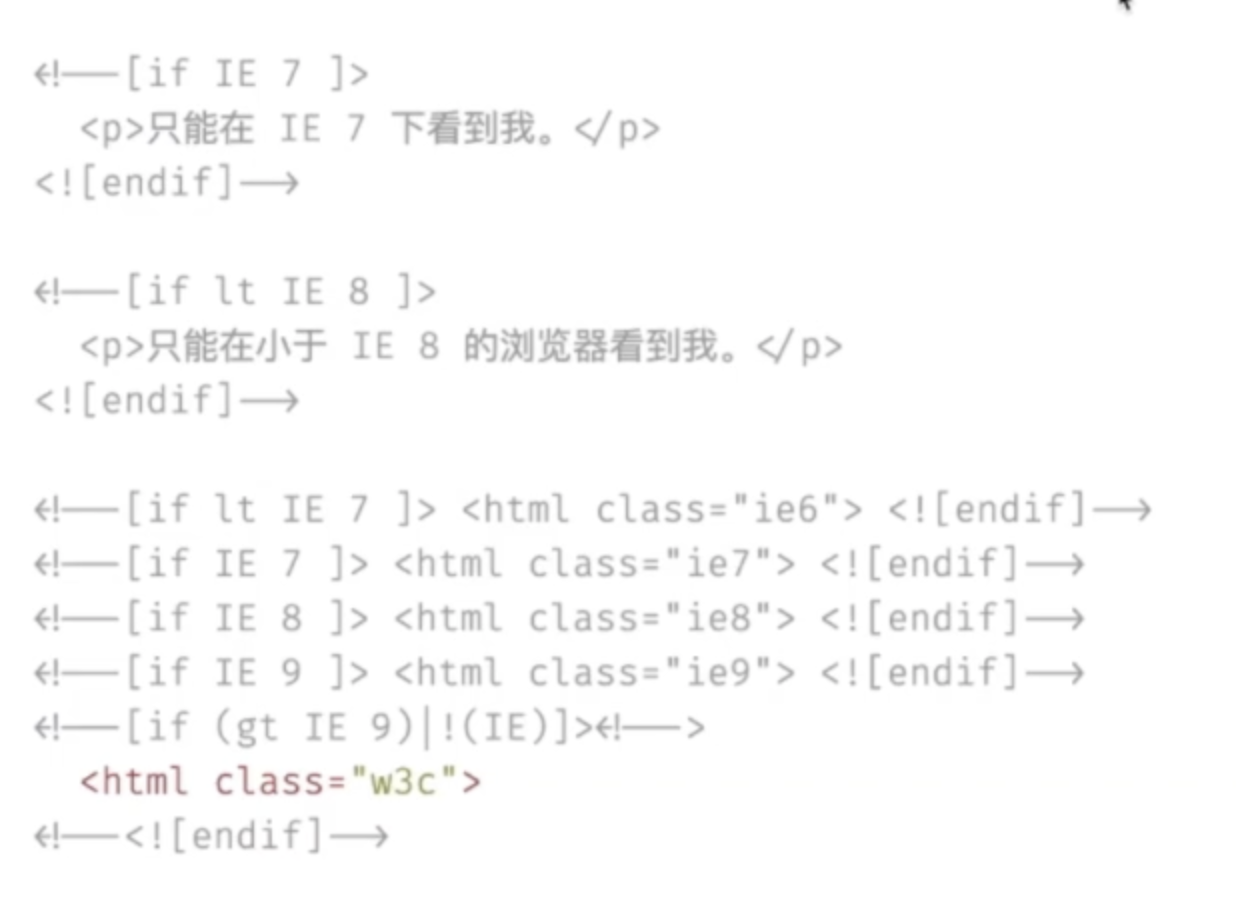 <!--[if IE 7 ]>
<p>只能在 IE 7 下看到我。</p>
<![endif]-->
<!--[if lt IE 8 ]>
<p>只能在小于 IE 8 的浏览器看到我。</p>
<![endif]-->
<!--[if lt IE 7 ]> <html class="ie6"> <![endif]-->
<!--[if IE 7 ]> <html class="ie7"> <![endif]-->
<!--[if IE 8 ]> <html class="ie8"> <![endif]-->
<!--[if IE 9 ]> <html class="ie9"> <![endif]-->
<!--[if (gt IE 9)|!(IE)]><!-->
<html class="w3c">
<!--<![endif]-->